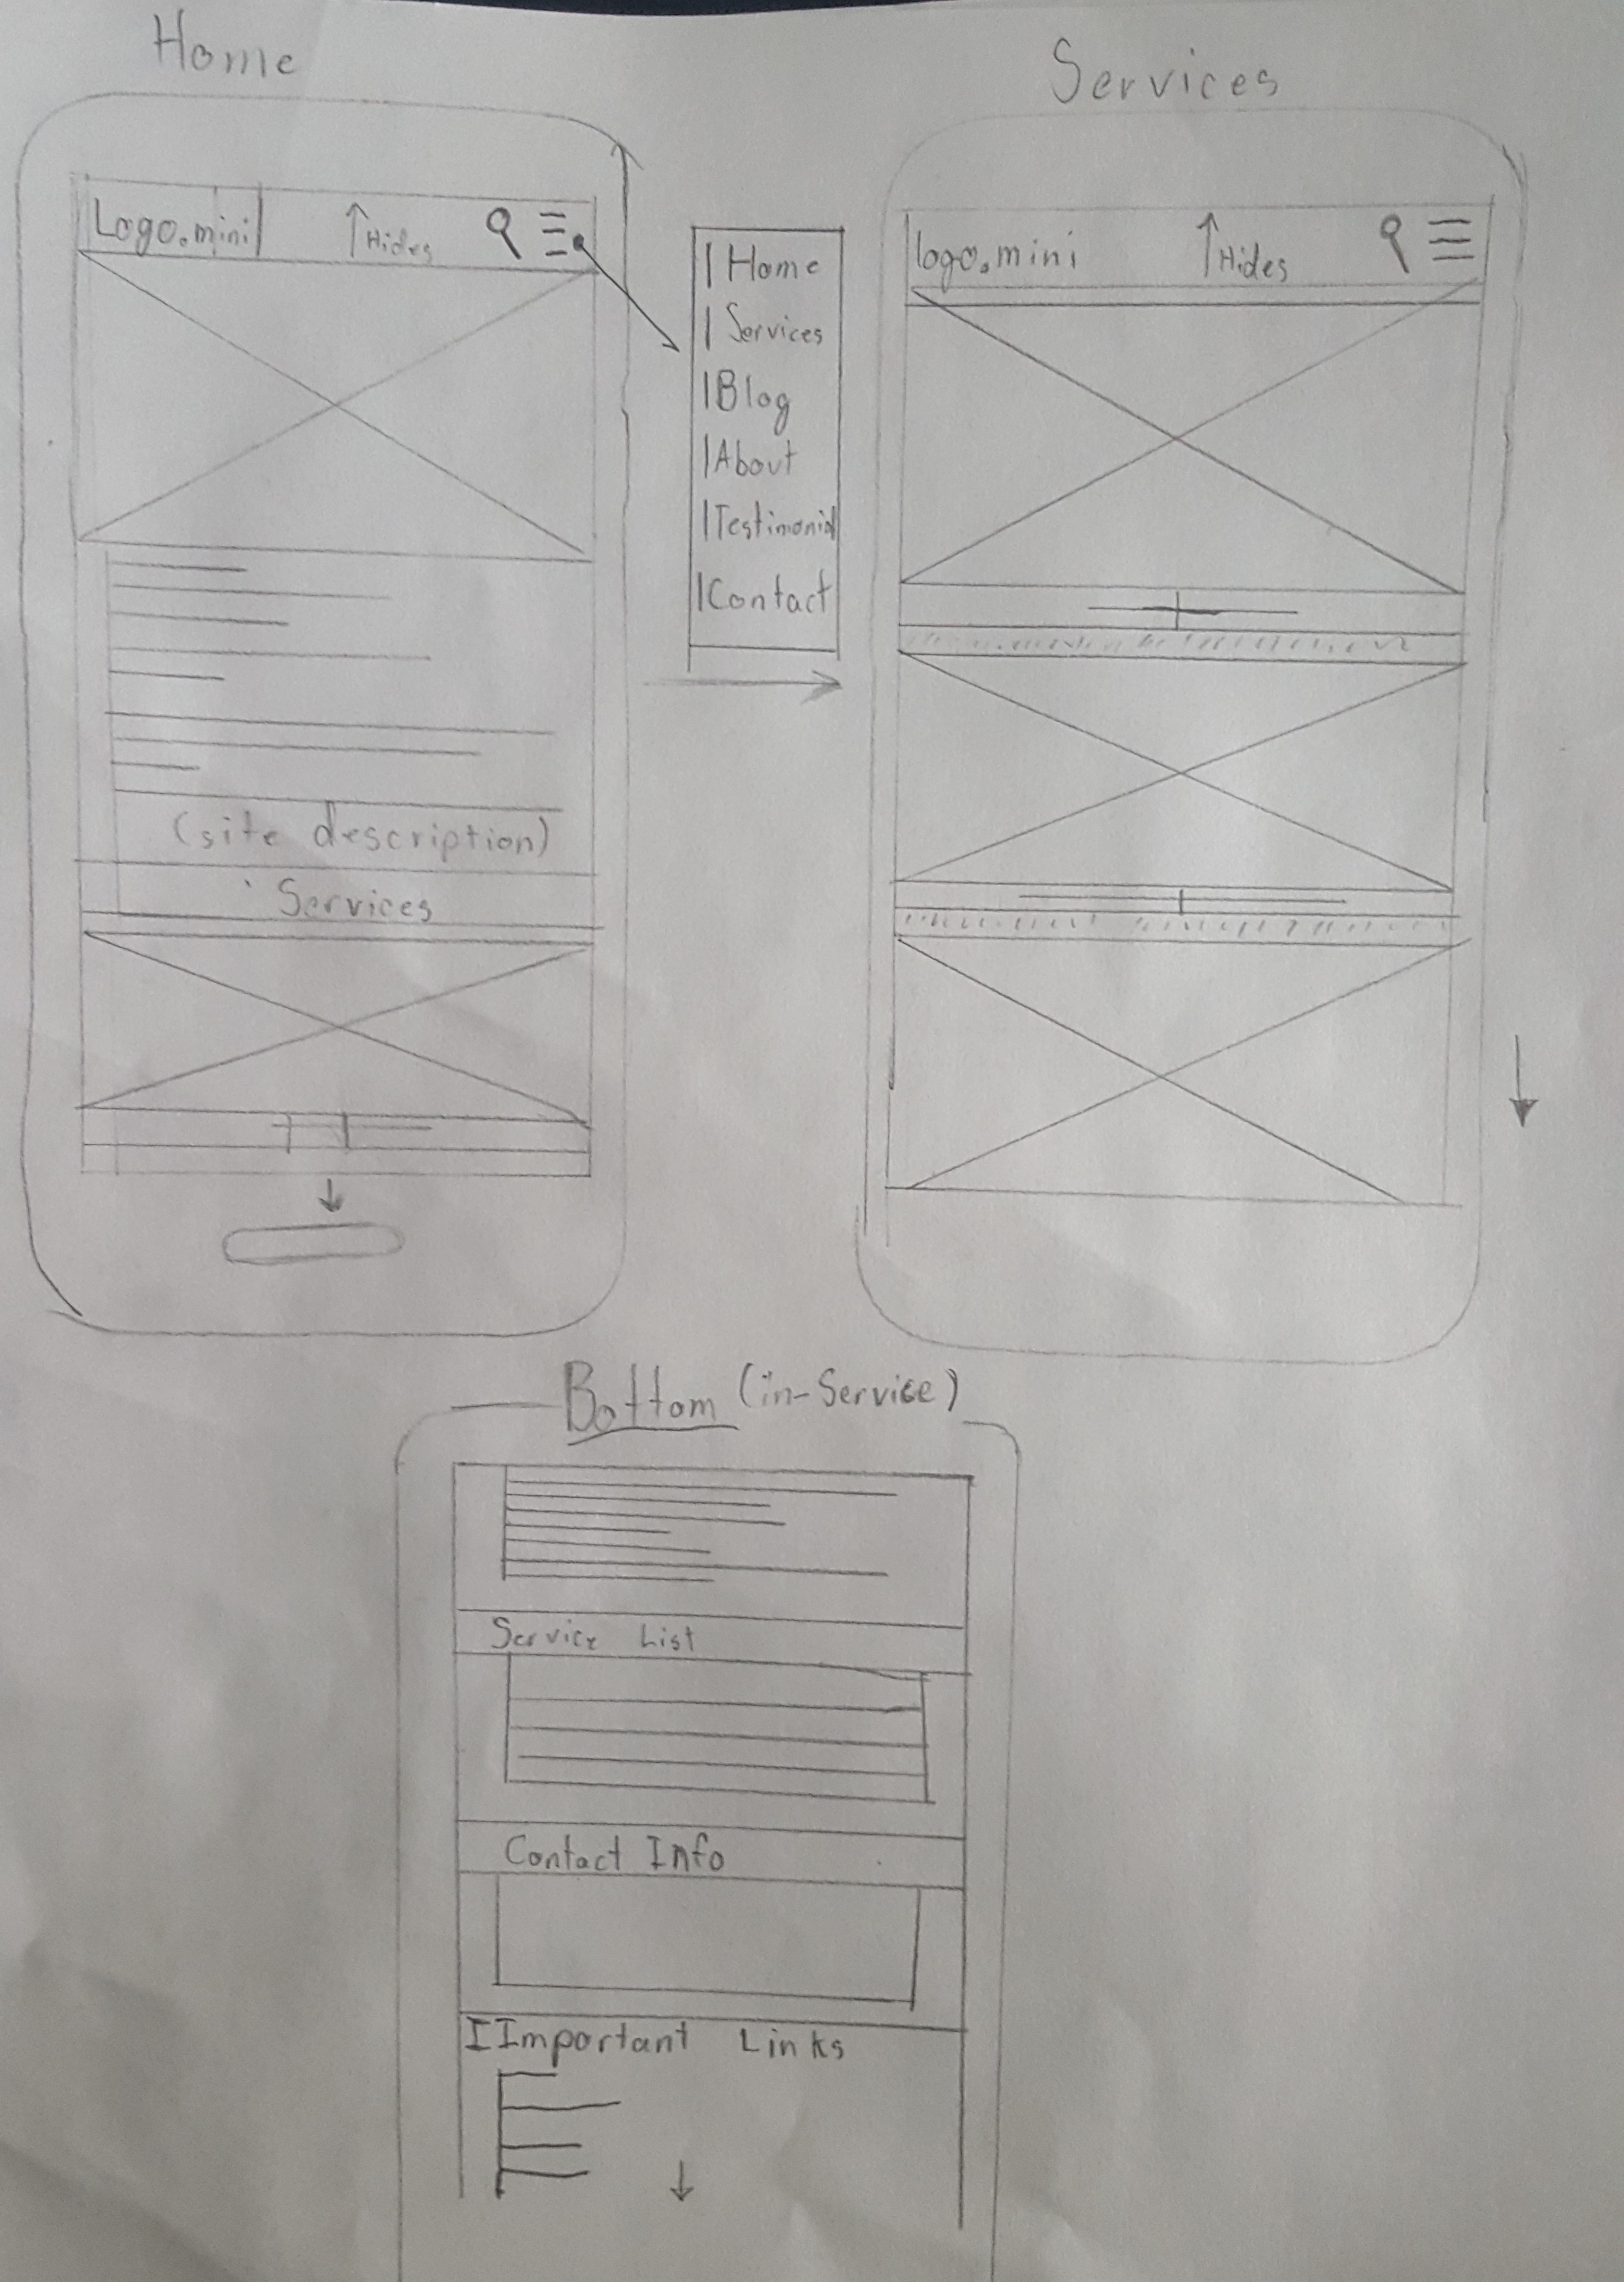 Home
Logo.mini
↑Hides
(site description)
Services
Home
Services
Blog
About
Testimonial
Contact
Services
logo.mini
↑Hides
Bottom (in-Service)
Service List
Contact Info
IImportant Links